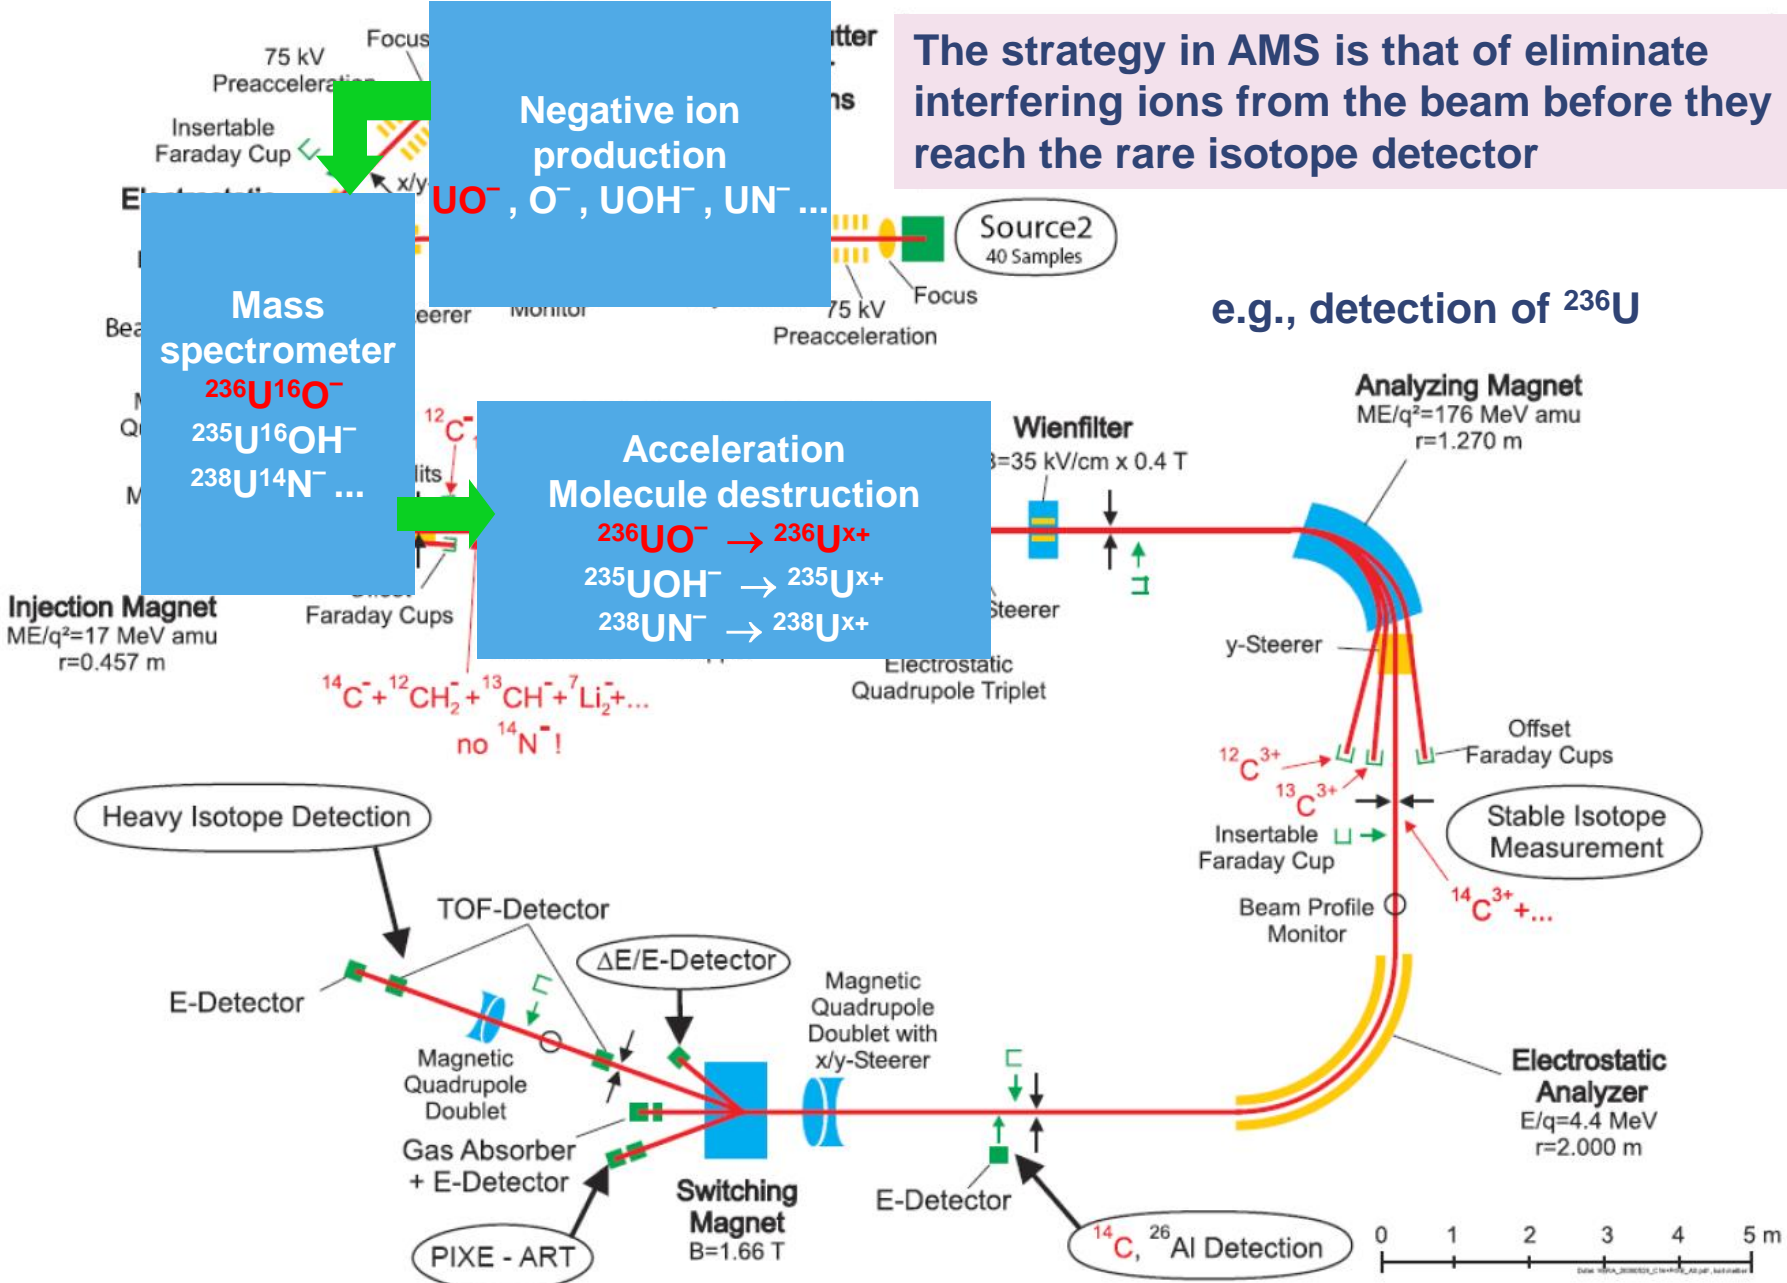 The strategy in AMS is that of eliminate
interfering ions from the beam before they
reach the rare isotope detector
75 kV
Preacceleration
Focus
Insertable
Faraday Cup
x/y
Negative ion
production
UO⁻ , O⁻ , UOH⁻ , UN⁻ ...
Source2
40 Samples
Focus
75 kV
Preacceleration
Monitor
e.g., detection of ²³⁶U
Mass
spectrometer
²³⁶U¹⁶O⁻
²³⁵U¹⁶OH⁻
²³⁸U¹⁴N⁻ ...
¹²C⁻
Acceleration
Molecule destruction
²³⁶UO⁻ → ²³⁶Uˣ⁺
²³⁵UOH⁻ → ²³⁵Uˣ⁺
²³⁸UN⁻ → ²³⁸Uˣ⁺
Wienfilter
=35 kV/cm x 0.4 T
Analyzing Magnet
ME/q²=176 MeV amu
r=1.270 m
Injection Magnet
ME/q²=17 MeV amu
r=0.457 m
Faraday Cups
Steerer
Electrostatic
Quadrupole Triplet
y-Steerer
¹⁴C⁻+¹²CH₂⁻+¹³CH⁻+⁷Li₂⁻+...
no ¹⁴N⁻!
Offset
Faraday Cups
¹²C³⁺
¹³C³⁺
Insertable
Faraday Cup
Stable Isotope
Measurement
¹⁴C³⁺+...
Beam Profile
Monitor
Heavy Isotope Detection
TOF-Detector
ΔE/E-Detector
E-Detector
Magnetic
Quadrupole
Doublet with
x/y-Steerer
Magnetic
Quadrupole
Doublet
Gas Absorber
+ E-Detector
Electrostatic
Analyzer
E/q=4.4 MeV
r=2.000 m
PIXE - ART
Switching
Magnet
B=1.66 T
E-Detector
¹⁴C, ²⁶Al Detection
0 1 2 3 4 5 m